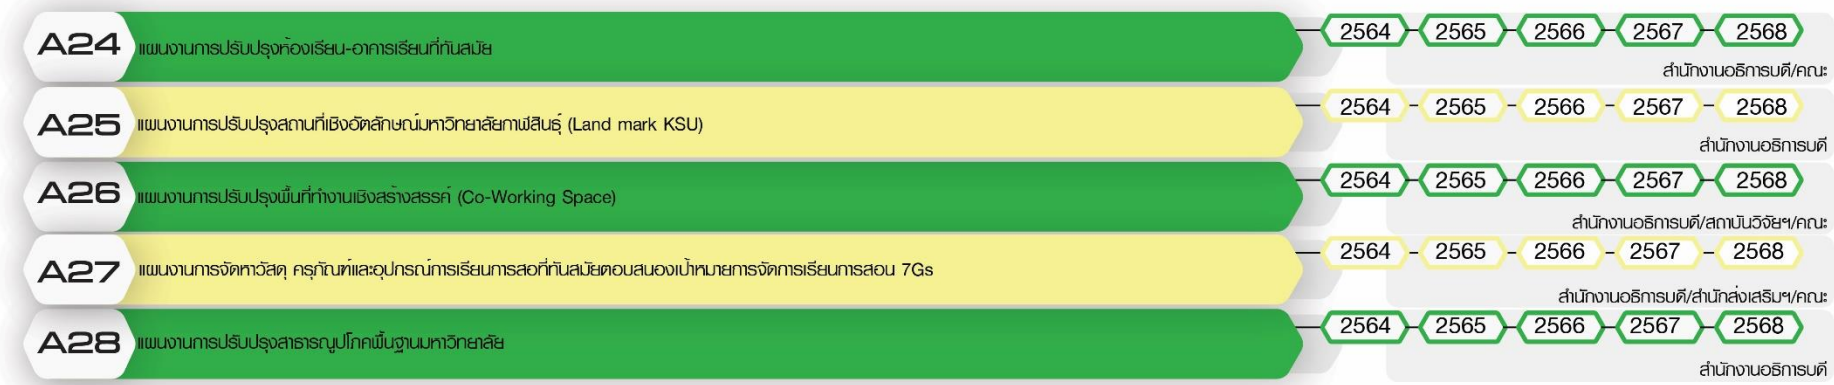 A24 แผนงานการปรับปรุงห้องเรียน-อาคารเรียนที่ทันสมัย 2564 2565 2566 2567 2568
สำนักงานอธิการบดี/คณะ
A25 แผนงานการปรับปรุงสถานที่เชิงอัตลักษณ์มหาวิทยาลัยกาฬสินธุ์ (Land mark KSU) 2564 2565 2566 2567 2568
สำนักงานอธิการบดี
A26 แผนงานการปรับปรุงพื้นที่ทำงานเชิงสร้างสรรค์ (Co-Working Space) 2564 2565 2566 2567 2568
สำนักงานอธิการบดี/สถาบันวิจัยฯ/คณะ
A27 แผนงานการจัดหาวัสดุ ครุภัณฑ์และอุปกรณ์การเรียนการสอที่ทันสมัยตอบสนองเป้าหมายการจัดการเรียนการสอน 7Gs 2564 2565 2566 2567 2568
สำนักงานอธิการบดี/สำนักส่งเสริมฯ/คณะ
A28 แผนงานการปรับปรุงสาธารณูปโภคพื้นฐานมหาวิทยาลัย 2564 2565 2566 2567 2568
สำนักงานอธิการบดี